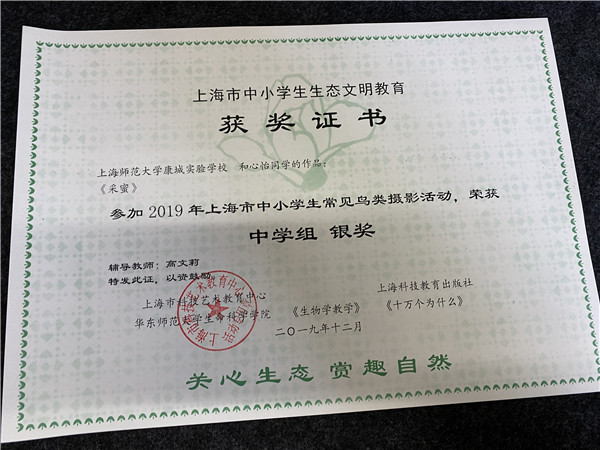 上海市中小学生生态文明教育
获奖证书
上海师范大学康城实验学校 和心怡同学的作品：
《采蜜》
参加2019年上海市中小学生常见鸟类摄影活动，荣获
中学组 银奖
辅导教师：高文莉
特发此证，以资鼓励。
上海市科技艺术教育中心
华东师范大学生命科学学院
《生物学教学》
上海科技教育出版社
《十万个为什么》
二〇一九年十二月
关心生态 赏趣自然